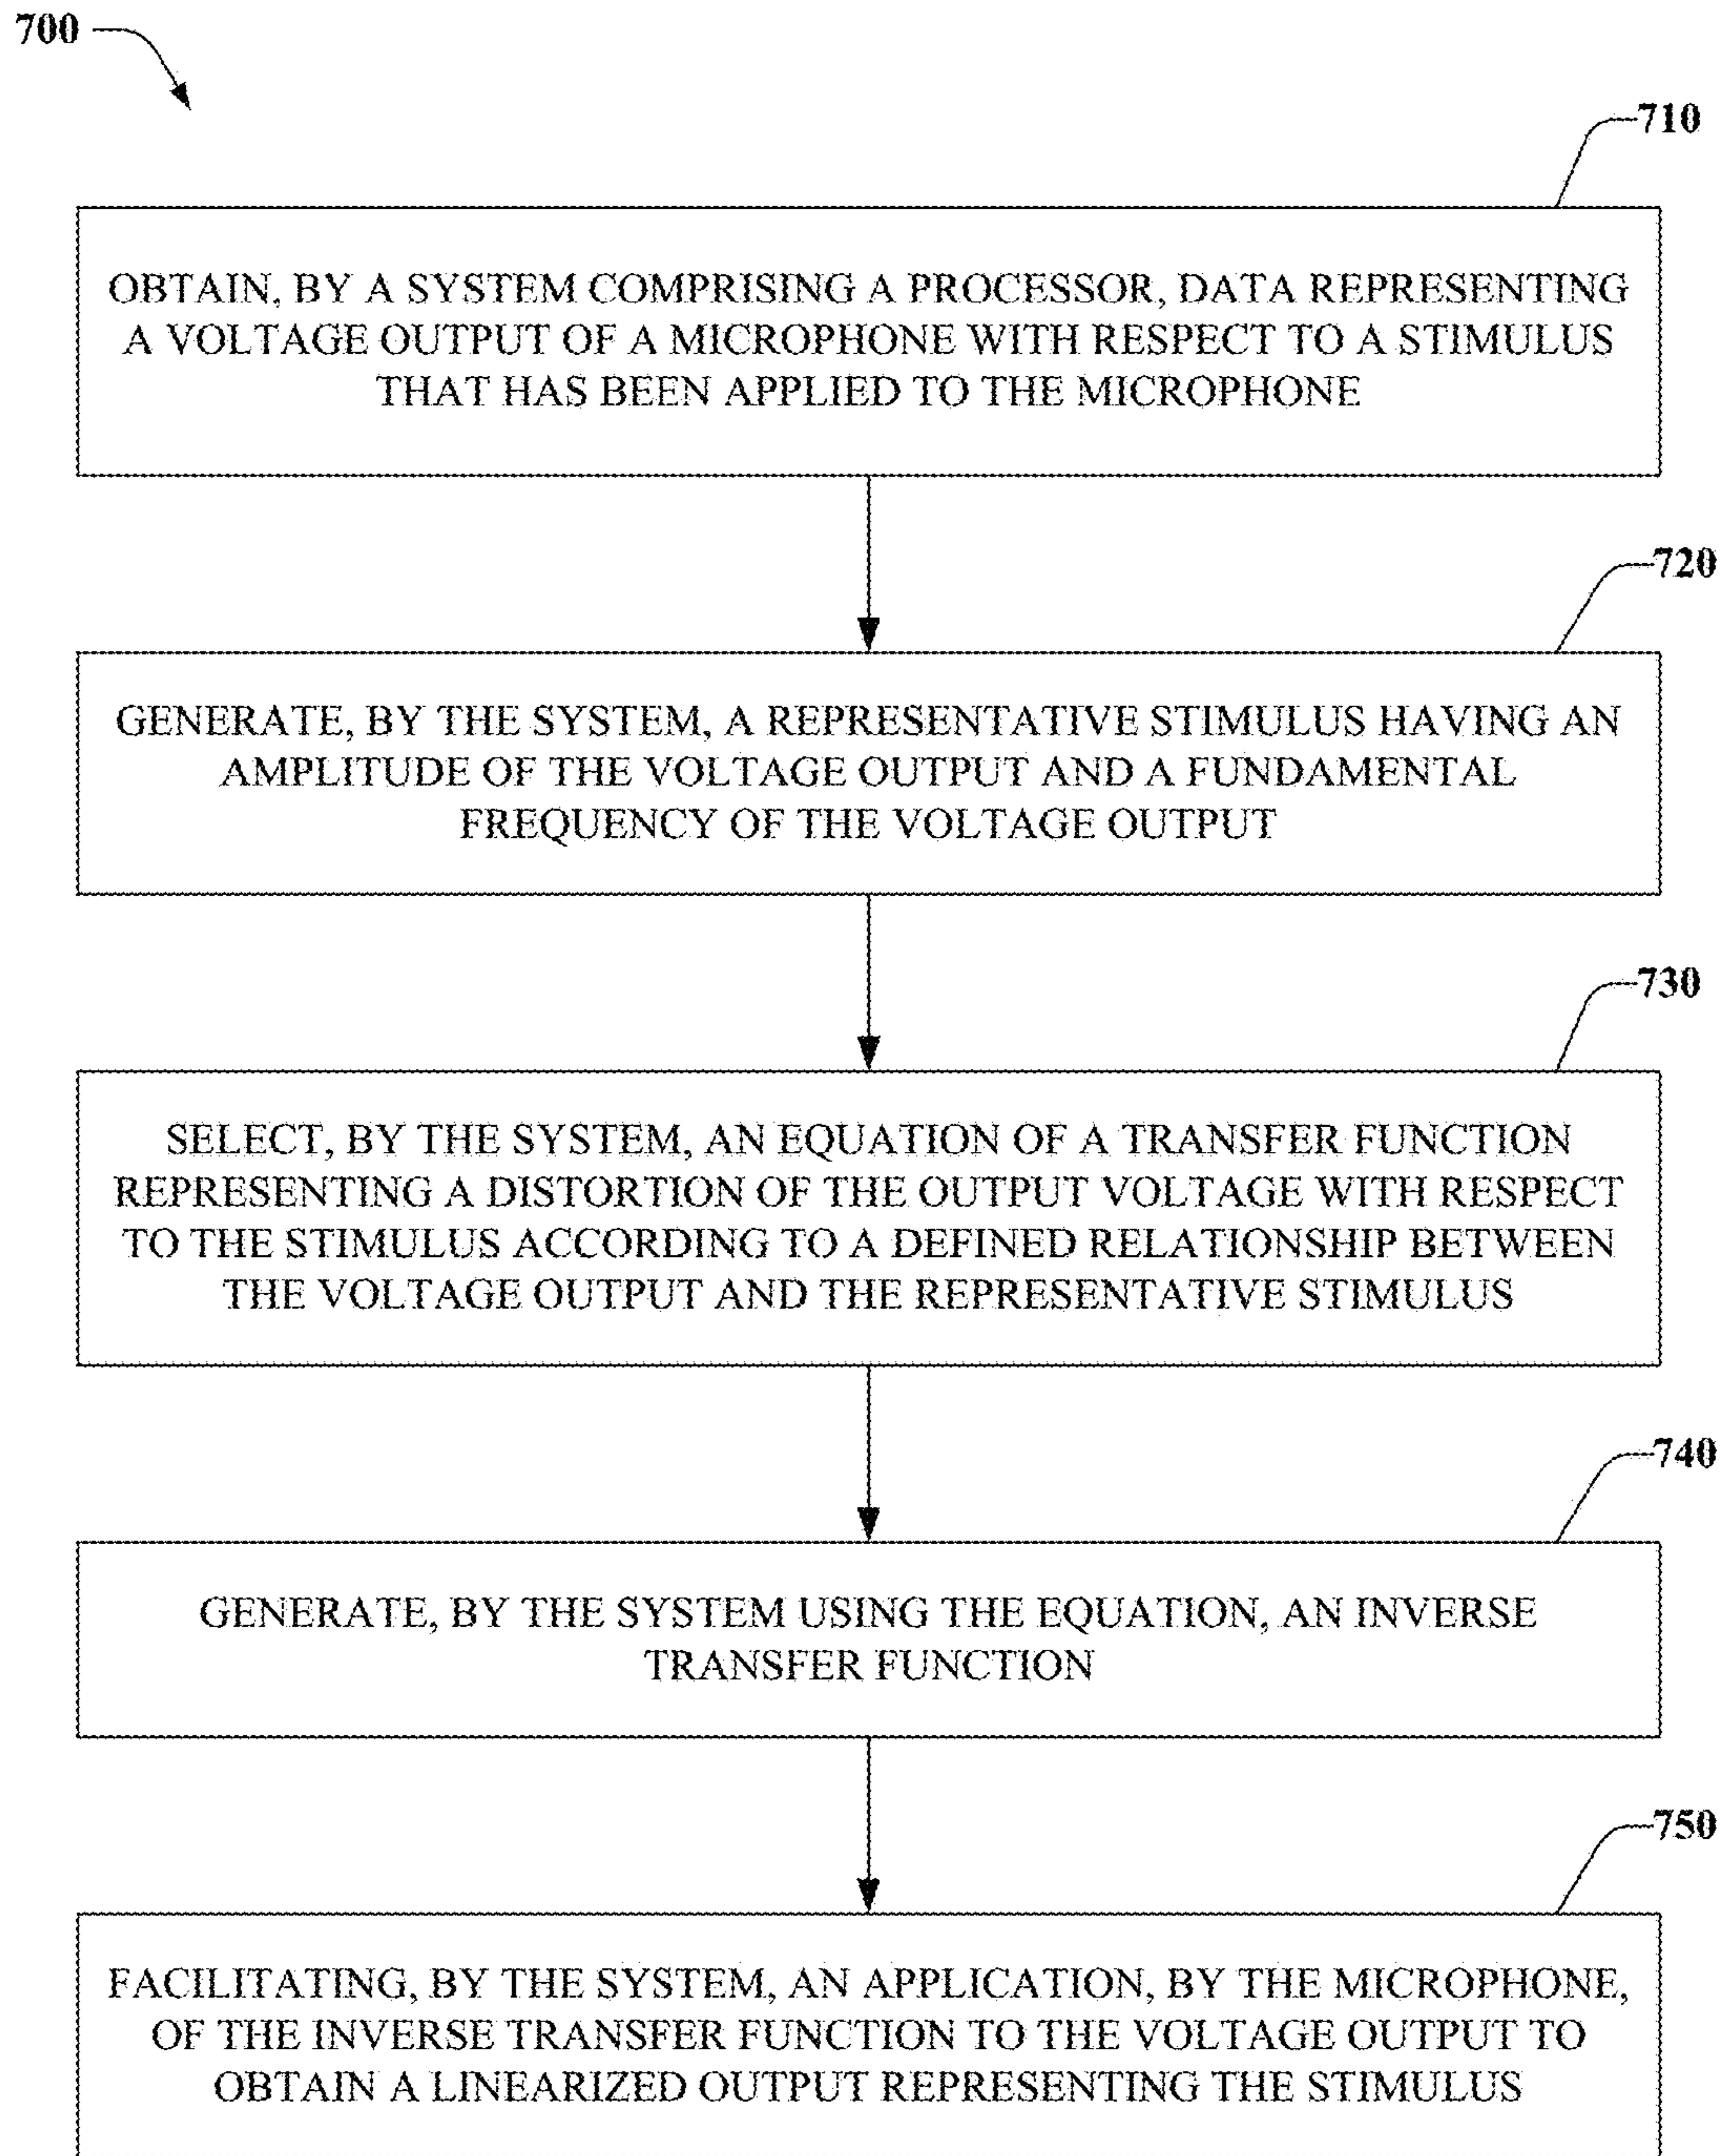 700
710
OBTAIN, BY A SYSTEM COMPRISING A PROCESSOR, DATA REPRESENTING
A VOLTAGE OUTPUT OF A MICROPHONE WITH RESPECT TO A STIMULUS
THAT HAS BEEN APPLIED TO THE MICROPHONE
720
GENERATE, BY THE SYSTEM, A REPRESENTATIVE STIMULUS HAVING AN
AMPLITUDE OF THE VOLTAGE OUTPUT AND A FUNDAMENTAL
FREQUENCY OF THE VOLTAGE OUTPUT
730
SELECT, BY THE SYSTEM, AN EQUATION OF A TRANSFER FUNCTION
REPRESENTING A DISTORTION OF THE OUTPUT VOLTAGE WITH RESPECT
TO THE STIMULUS ACCORDING TO A DEFINED RELATIONSHIP BETWEEN
THE VOLTAGE OUTPUT AND THE REPRESENTATIVE STIMULUS
740
GENERATE, BY THE SYSTEM USING THE EQUATION, AN INVERSE
TRANSFER FUNCTION
750
FACILITATING, BY THE SYSTEM, AN APPLICATION, BY THE MICROPHONE,
OF THE INVERSE TRANSFER FUNCTION TO THE VOLTAGE OUTPUT TO
OBTAIN A LINEARIZED OUTPUT REPRESENTING THE STIMULUS